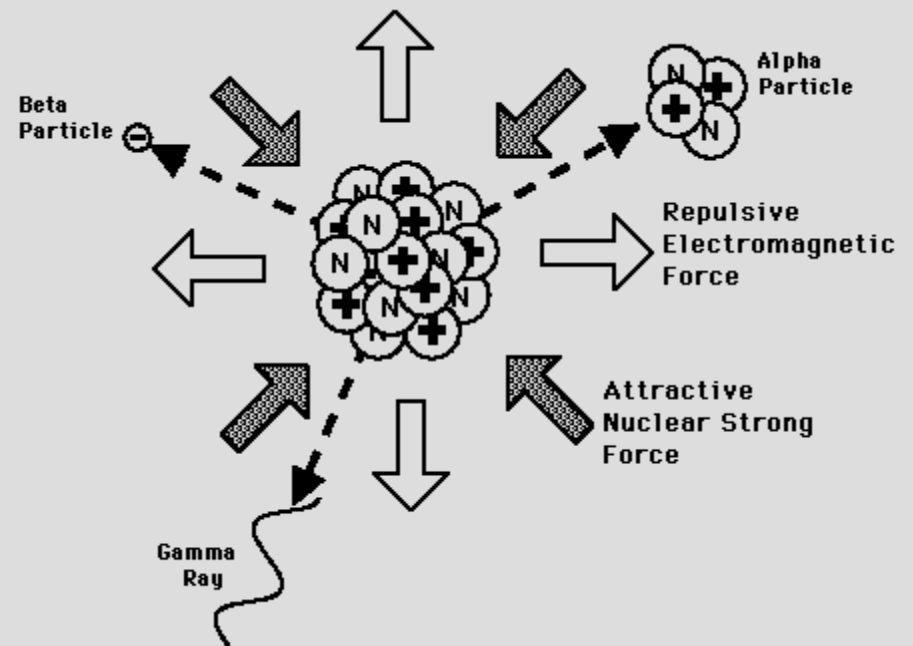 Alpha
Particle
Beta
Particle
Repulsive
Electromagnetic
Force
Attractive
Nuclear Strong
Force
Gamma
Ray
N
N
N
N
N
N
N
N
N
N